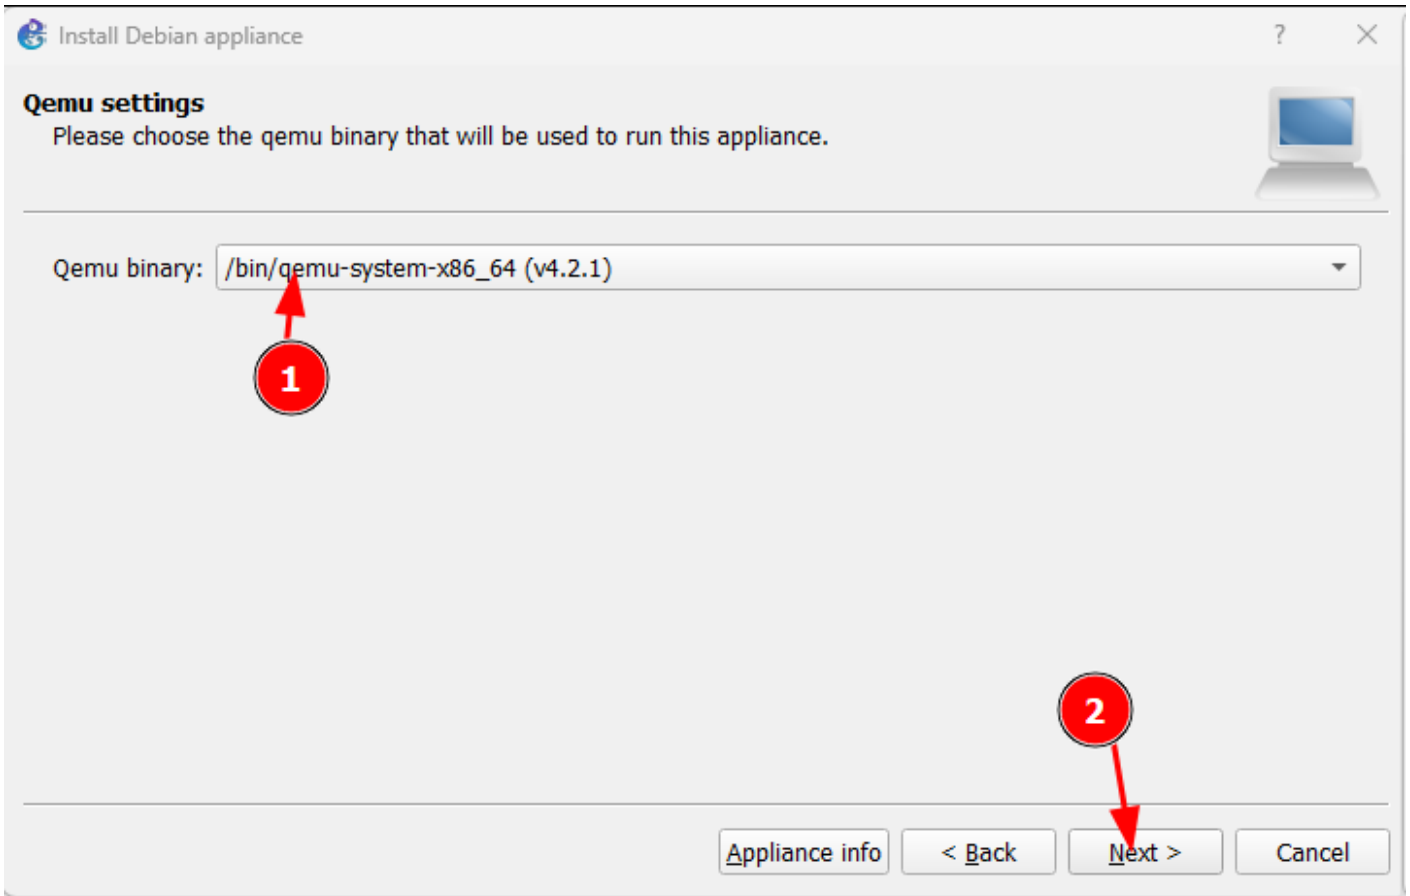 Install Debian appliance
?
Qemu settings
Please choose the qemu binary that will be used to run this appliance.
Qemu binary: /bin/qemu-system-x86_64 (v4.2.1)
1
2
Appliance info < Back Next > Cancel